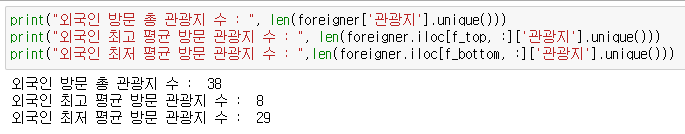 print("외국인 방문 총 관광지 수 : ", len(foreigner['관광지'].unique()))
print("외국인 최고 평균 방문 관광지 수 : ", len(foreigner.iloc[f_top, :]['관광지'].unique()))
print("외국인 최저 평균 방문 관광지 수 : ",len(foreigner.iloc[f_bottom, :]['관광지'].unique()))
외국인 방문 총 관광지 수 :  38
외국인 최고 평균 방문 관광지 수 :  8
외국인 최저 평균 방문 관광지 수 :  29